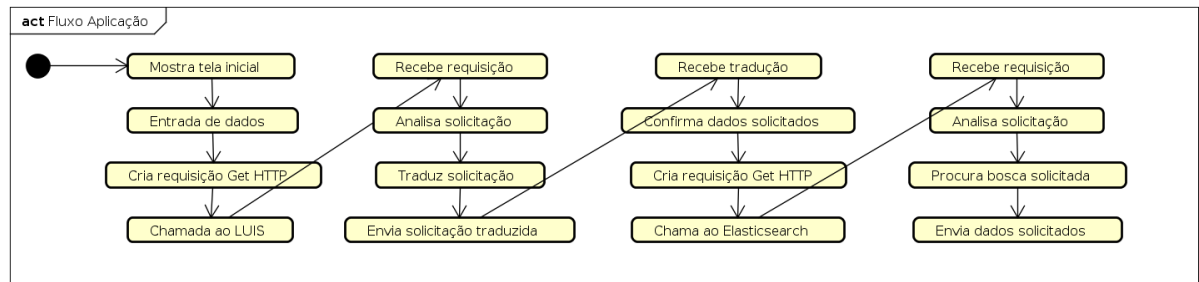 act Fluxo Aplicação
Mostra tela inicial
Entrada de dados
Cria requisição Get HTTP
Chamada ao LUIS
Recebe requisição
Analisa solicitação
Traduz solicitação
Envia solicitação traduzida
Recebe tradução
Confirma dados solicitados
Cria requisição Get HTTP
Chama ao Elasticsearch
Recebe requisição
Analisa solicitação
Procura bosca solicitada
Envia dados solicitados